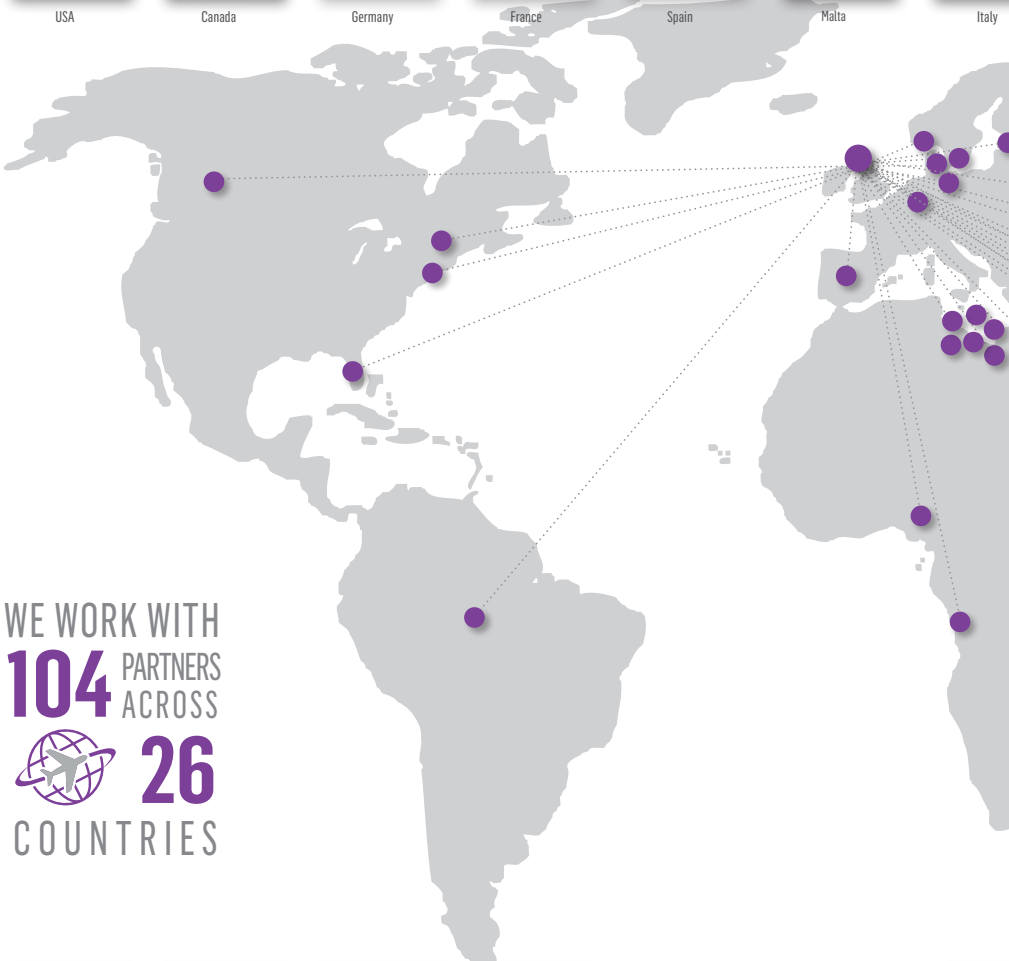 USA Canada Germany France Spain Malta Italy
WE WORK WITH
104 PARTNERS
ACROSS
26
COUNTRIES